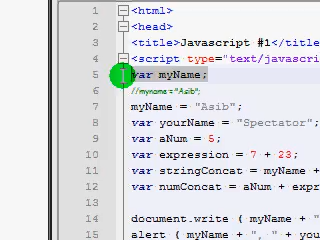 1 <html>
2 <head>
3 <title>Javascript #1</title
4 <script type="text/javascri
5 var myName;
6 //myname = "Asib";
7 myName = "Asib";
8 var yourName = "Spectator";
9 var aNum = 5;
10 var expression = 7 + 23;
11 var stringConcat = myName +
12 var numConcat = aNum + expr
13
14 document.write ( myName + "
15 alert ( myName + ", " + you